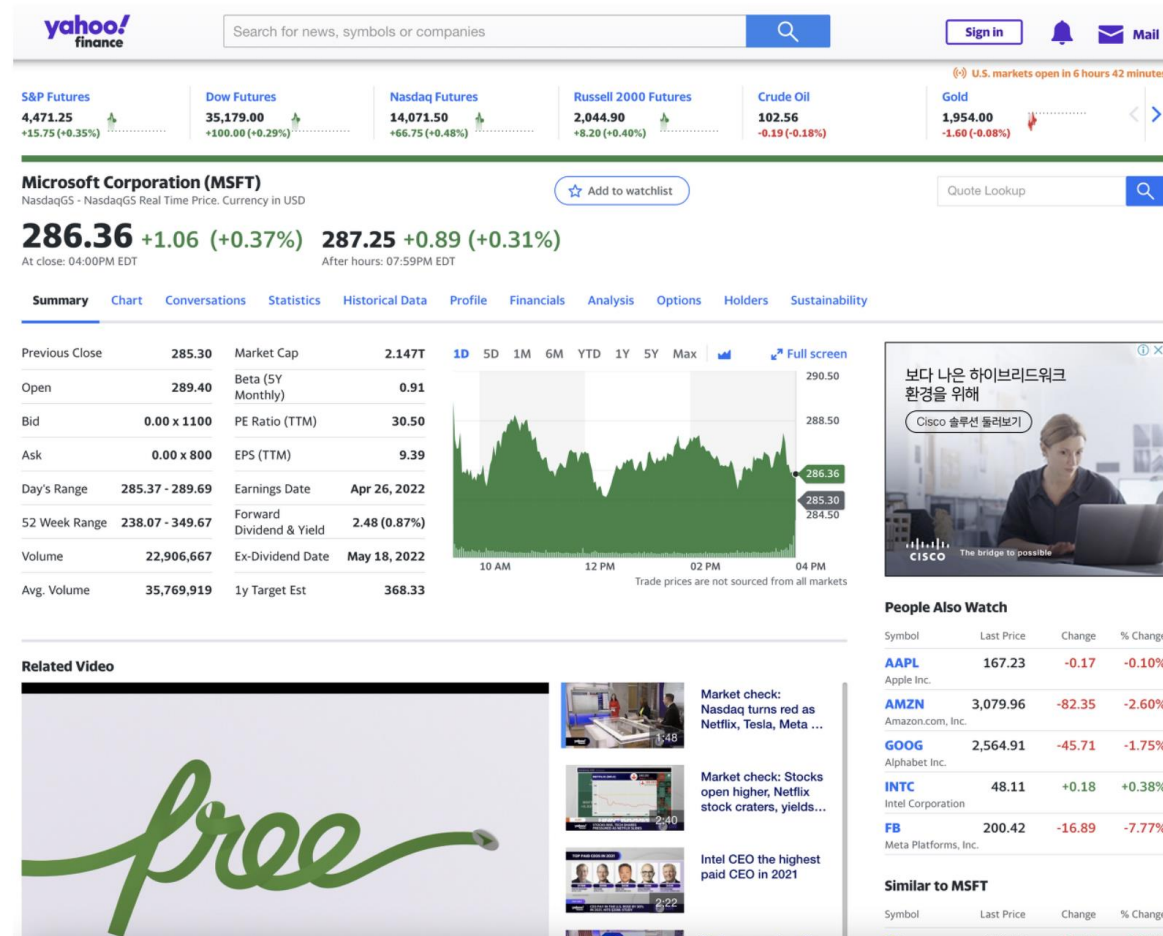 yahoo!
finance
Search for news, symbols or companies
Sign in
Mail
U.S. markets open in 6 hours 42 minutes
S&P Futures
4,471.25
+15.75 (+0.35%)
Dow Futures
35,179.00
+100.00 (+0.29%)
Nasdaq Futures
14,071.50
+66.75 (+0.48%)
Russell 2000 Futures
2,044.90
+8.20 (+0.40%)
Crude Oil
102.56
-0.19 (-0.18%)
Gold
1,954.00
-1.60 (-0.08%)
Microsoft Corporation (MSFT)
NasdaqGS - NasdaqGS Real Time Price. Currency in USD
Add to watchlist
Quote Lookup
286.36 +1.06 (+0.37%)
At close: 04:00PM EDT
287.25 +0.89 (+0.31%)
After hours: 07:59PM EDT
Summary Chart Conversations Statistics Historical Data Profile Financials Analysis Options Holders Sustainability
Previous Close 285.30
Open 289.40
Bid 0.00 x 1100
Ask 0.00 x 800
Day's Range 285.37 - 289.69
52 Week Range 238.07 - 349.67
Volume 22,906,667
Avg. Volume 35,769,919
Market Cap 2.147T
Beta (5Y
Monthly) 0.91
PE Ratio (TTM) 30.50
EPS (TTM) 9.39
Earnings Date Apr 26, 2022
Forward
Dividend & Yield 2.48 (0.87%)
Ex-Dividend Date May 18, 2022
1y Target Est 368.33
1D 5D 1M 6M YTD 1Y 5Y Max Full screen
290.50
288.50
286.36
285.30
284.50
10 AM 12 PM 02 PM 04 PM
Trade prices are not sourced from all markets
보다 나은 하이브리드워크
환경을 위해
Cisco 솔루션 둘러보기
CISCO The bridge to possible
People Also Watch
Symbol Last Price Change % Change
AAPL 167.23 -0.17 -0.10%
Apple Inc.
AMZN 3,079.96 -82.35 -2.60%
Amazon.com, Inc.
GOOG 2,564.91 -45.71 -1.75%
Alphabet Inc.
INTC 48.11 +0.18 +0.38%
Intel Corporation
FB 200.42 -16.89 -7.77%
Meta Platforms, Inc.
Similar to MSFT
Symbol Last Price Change % Change
Related Video
free
1:48
Market check:
Nasdaq turns red as
Netflix, Tesla, Meta ...
2:40
Market check: Stocks
open higher, Netflix
stock craters, yields...
TOP PAID CEOS IN 2021
2:22
Intel CEO the highest
paid CEO in 2021